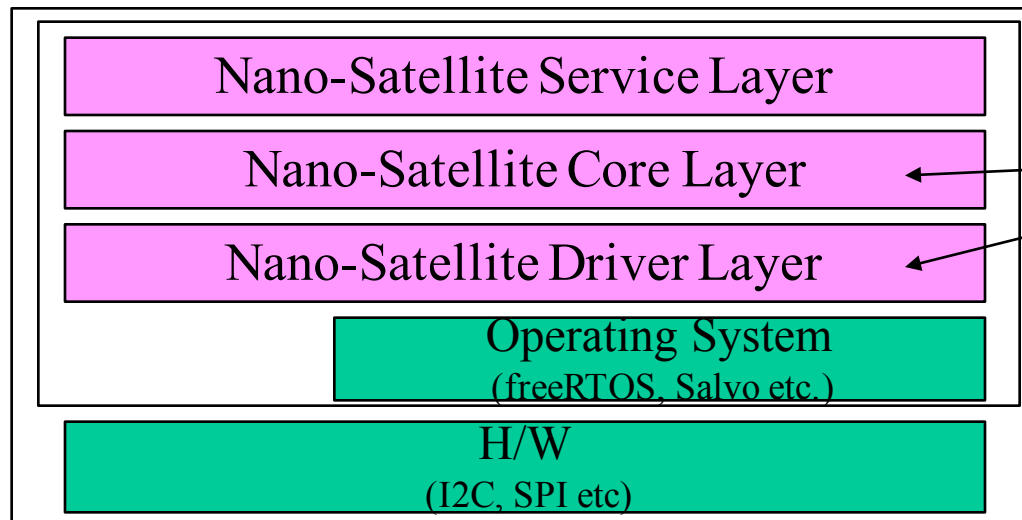 Nano-Satellite Service Layer
Nano-Satellite Core Layer
Nano-Satellite Driver Layer
Operating System
(freeRTOS, Salvo etc.)
H/W
(I2C, SPI etc)